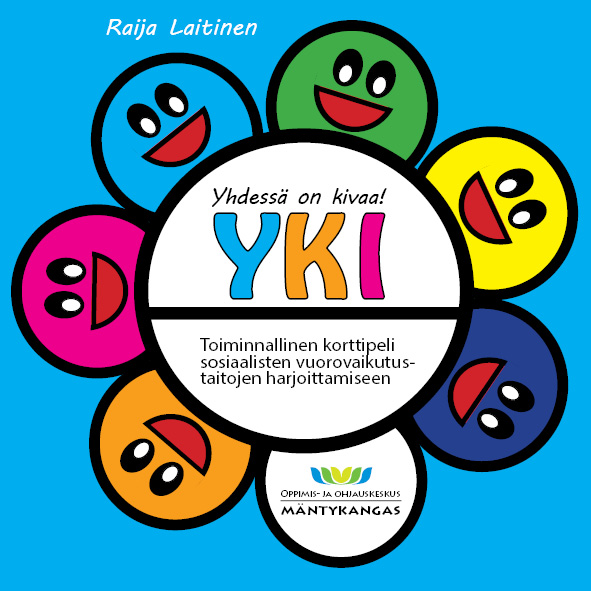 Raija Laitinen
Yhdessä on kivaa!
YKI
Toiminnallinen korttipeli
sosiaalisten vuorovaikutus-
taitojen harjoittamiseen
OPPIMIS- JA OHJAUSKESKUS
MÄNTYKANGAS